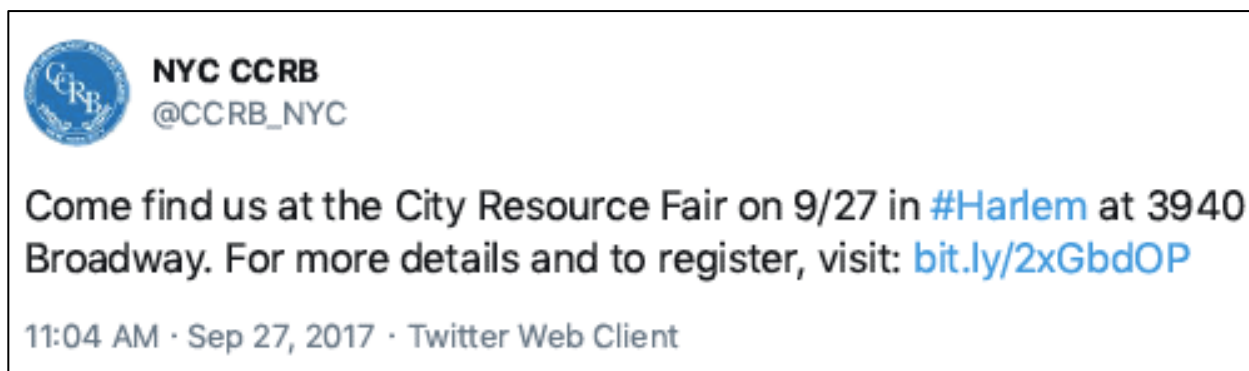 CCRB
NYC CCRB
@CCRB_NYC
Come find us at the City Resource Fair on 9/27 in #Harlem at 3940
Broadway. For more details and to register, visit: bit.ly/2xGbdOP
11:04 AM · Sep 27, 2017 · Twitter Web Client